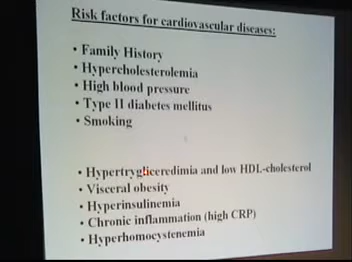 Risk factors for cardiovascular diseases:
• Family History
• Hypercholesterolemia
• High blood pressure
• Type II diabetes mellitus
• Smoking
• Hypertrygliceredimia and low HDL-cholesterol
• Visceral obesity
• Hyperinsulinemia
• Chronic inflammation (high CRP)
• Hyperhomocystenemia